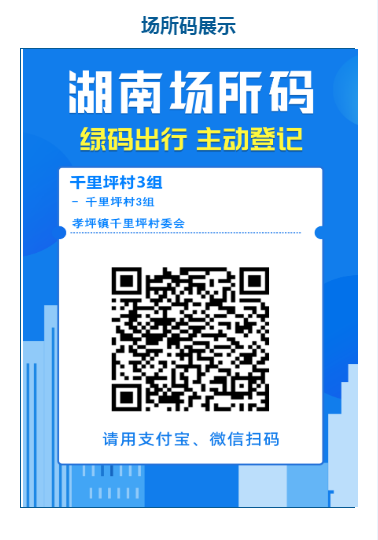 场所码展示
湖南场所码
绿码出行 主动登记
千里坪村3组
- 千里坪村3组
孝坪镇千里坪村委会
请用支付宝、微信扫码